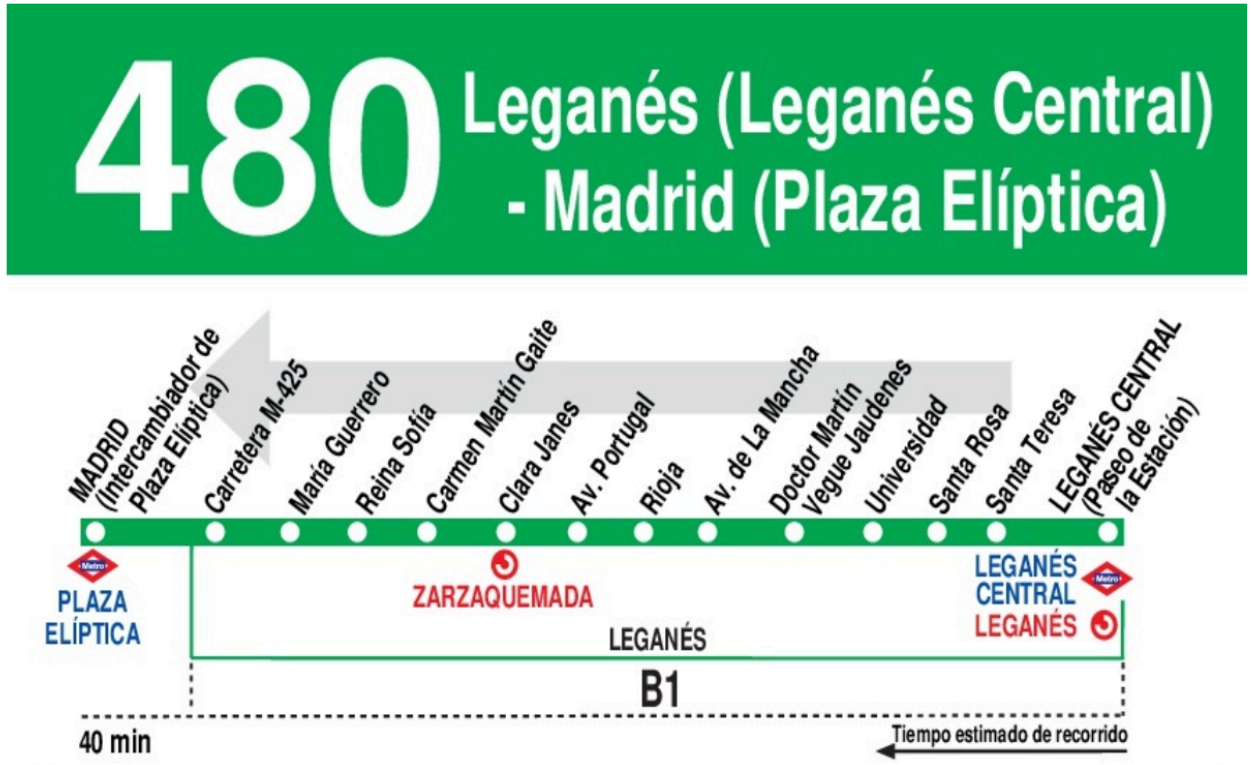 480
Leganés (Leganés Central)
- Madrid (Plaza Elíptica)
MADRID
(Intercambiador de
Plaza Elíptica)
Carretera M-425
María Guerrero
Reina Sofía
Carmen Martín Gaite
Clara Janes
Av. Portugal
Rioja
Av. de La Mancha
Doctor Martín
Vegue Jaudenes
Universidad
Santa Rosa
Santa Teresa
LEGANÉS CENTRAL
(Paseo de
la Estación)
Metro
PLAZA
ELÍPTICA
ZARZAQUEMADA
LEGANÉS
CENTRAL
Metro
LEGANÉS
LEGANÉS
B1
40 min
Tiempo estimado de recorrido